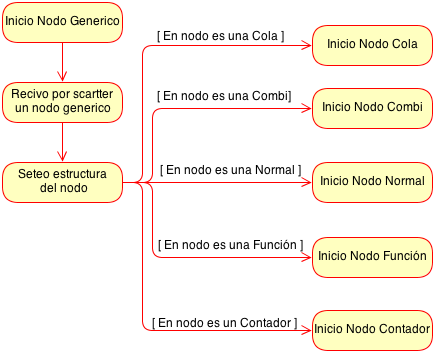 Inicio Nodo Generico
Recivo por scartter
un nodo generico
Seteo estructura
del nodo
[ En nodo es una Cola ]
Inicio Nodo Cola
[ En nodo es una Combi]
Inicio Nodo Combi
[ En nodo es una Normal ]
Inicio Nodo Normal
[ En nodo es una Función ]
Inicio Nodo Función
[ En nodo es un Contador ]
Inicio Nodo Contador